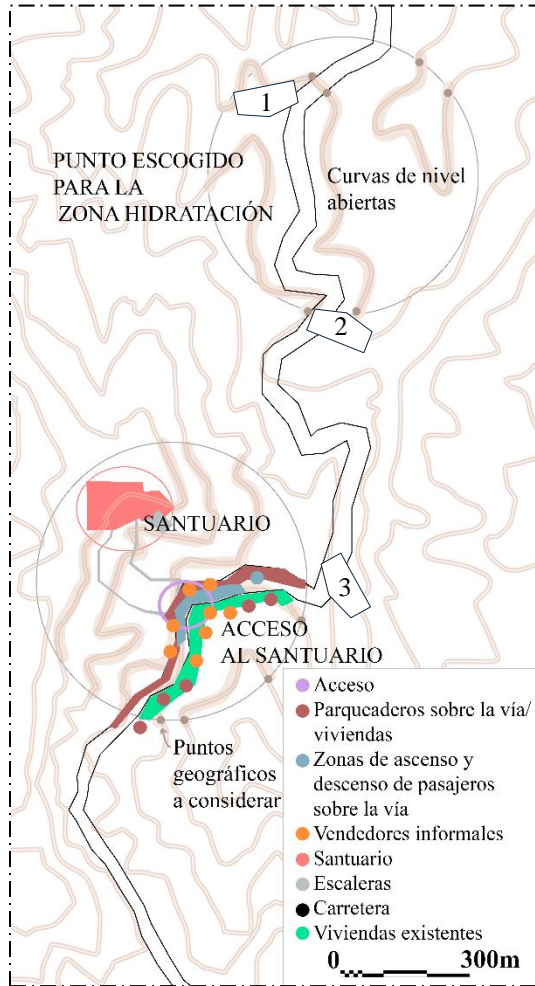 1
PUNTO ESCOGIDO
PARA LA
ZONA HIDRATACIÓN
Curvas de nivel
abiertas
2
SANTUARIO
3
ACCESO
AL SANTUARIO
Puntos
geográficos
a considerar
Acceso
Parqueaderos sobre la vía/
viviendas
Zonas de ascenso y
descenso de pasajeros
sobre la vía
Vendedores informales
Santuario
Escaleras
Carretera
Viviendas existentes
0 300m